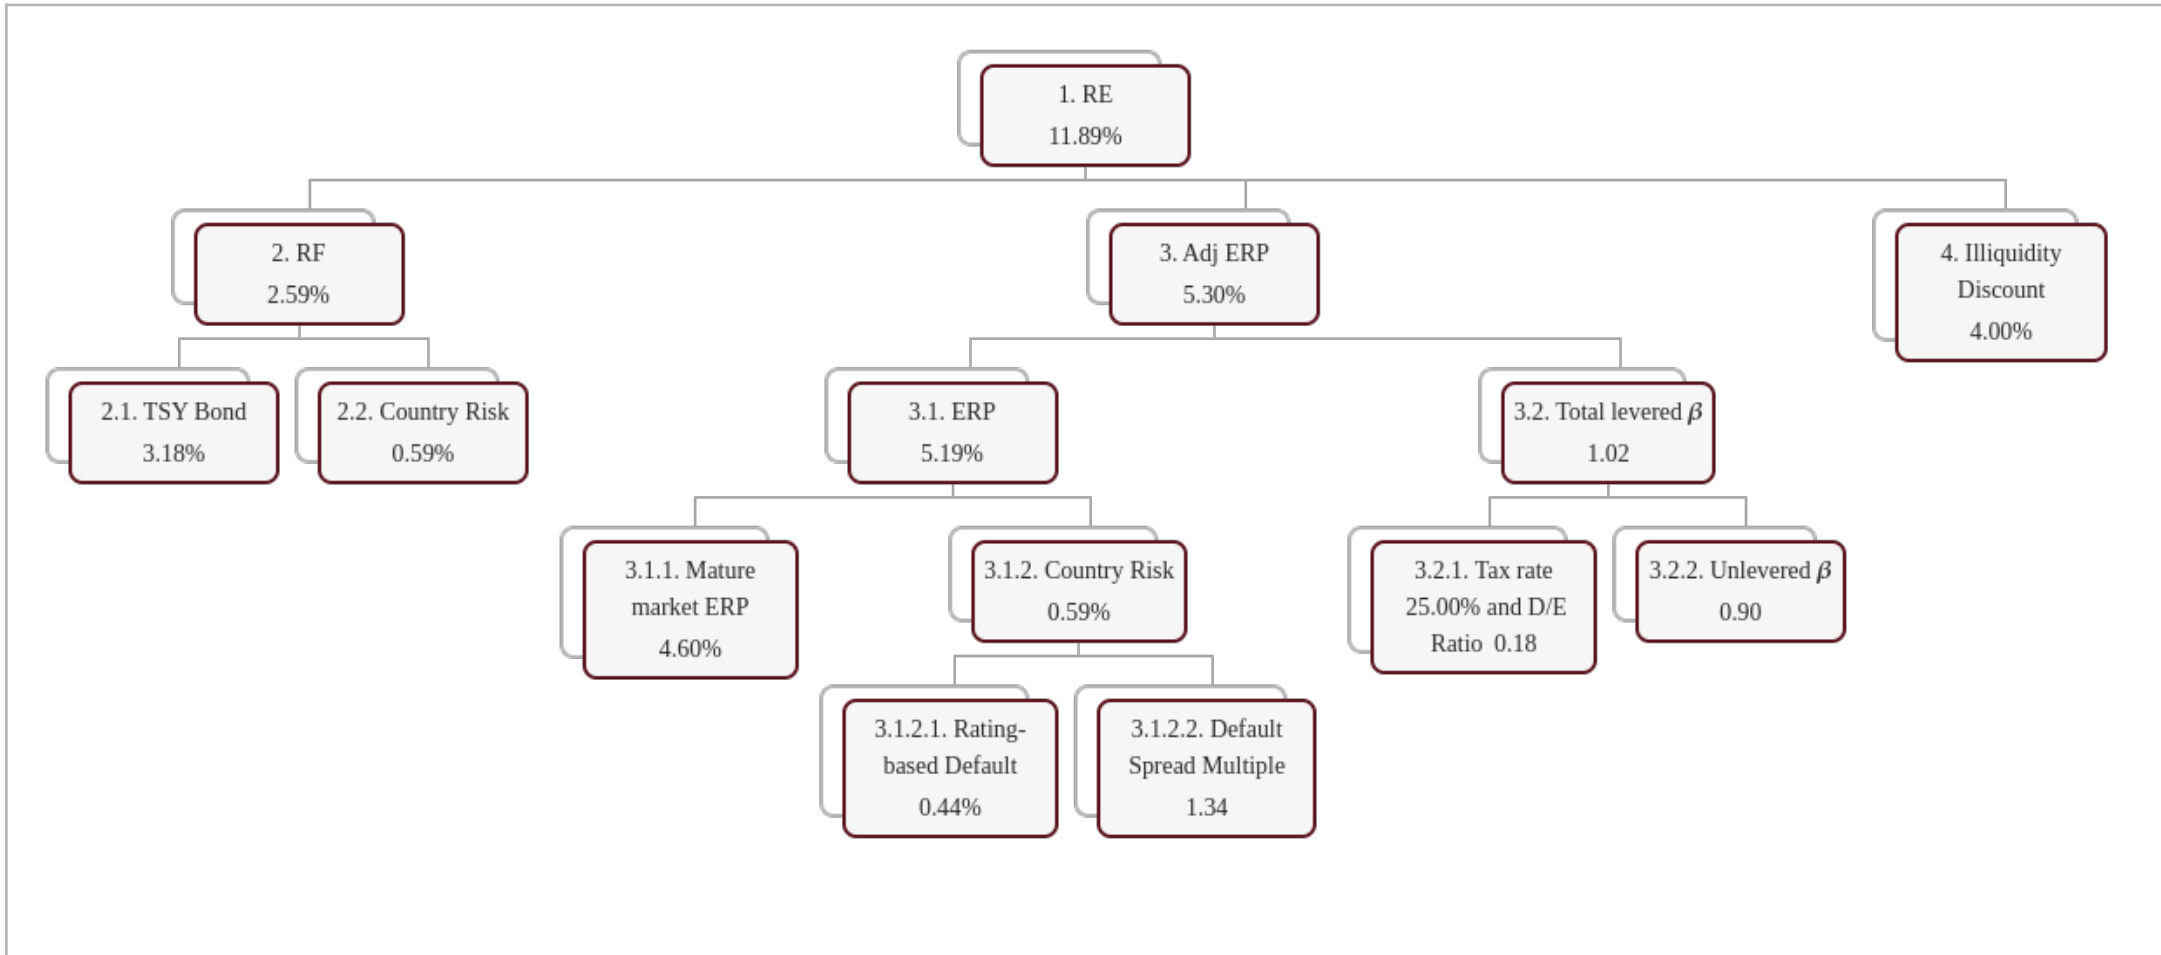 1. RE
11.89%
2. RF
2.59%
3. Adj ERP
5.30%
4. Illiquidity
Discount
4.00%
2.1. TSY Bond
3.18%
2.2. Country Risk
0.59%
3.1. ERP
5.19%
3.2. Total levered β
1.02
3.1.1. Mature
market ERP
4.60%
3.1.2. Country Risk
0.59%
3.2.1. Tax rate
25.00% and D/E
Ratio 0.18
3.2.2. Unlevered β
0.90
3.1.2.1. Rating-
based Default
0.44%
3.1.2.2. Default
Spread Multiple
1.34